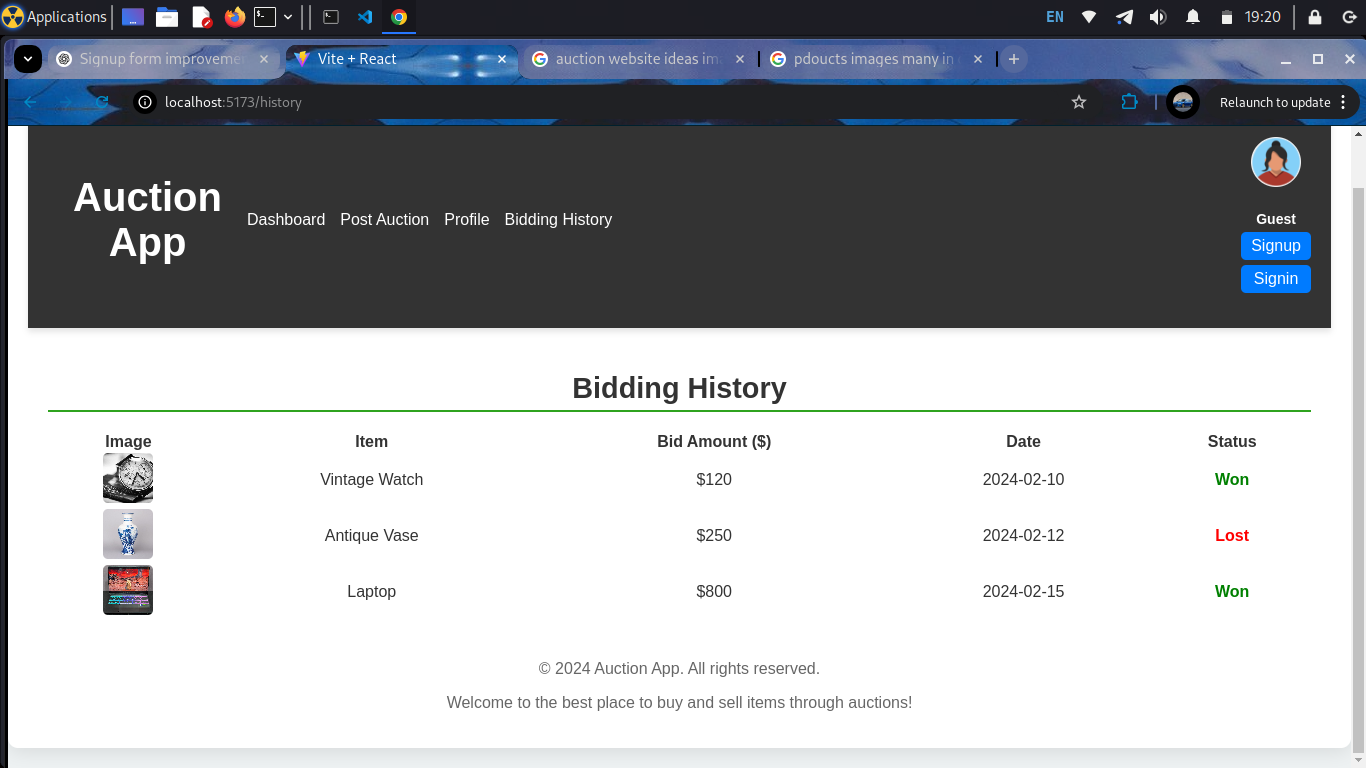 Applications
EN
19:20
Signup form improveme
Vite + React
auction website ideas im
pdoucts images many in
localhost:5173/history
Relaunch to update
Auction
App
Dashboard Post Auction Profile Bidding History
Guest
Signup
Signin
Bidding History
Image Item Bid Amount ($) Date Status
Vintage Watch $120 2024-02-10 Won
Antique Vase $250 2024-02-12 Lost
Laptop $800 2024-02-15 Won
© 2024 Auction App. All rights reserved.
Welcome to the best place to buy and sell items through auctions!